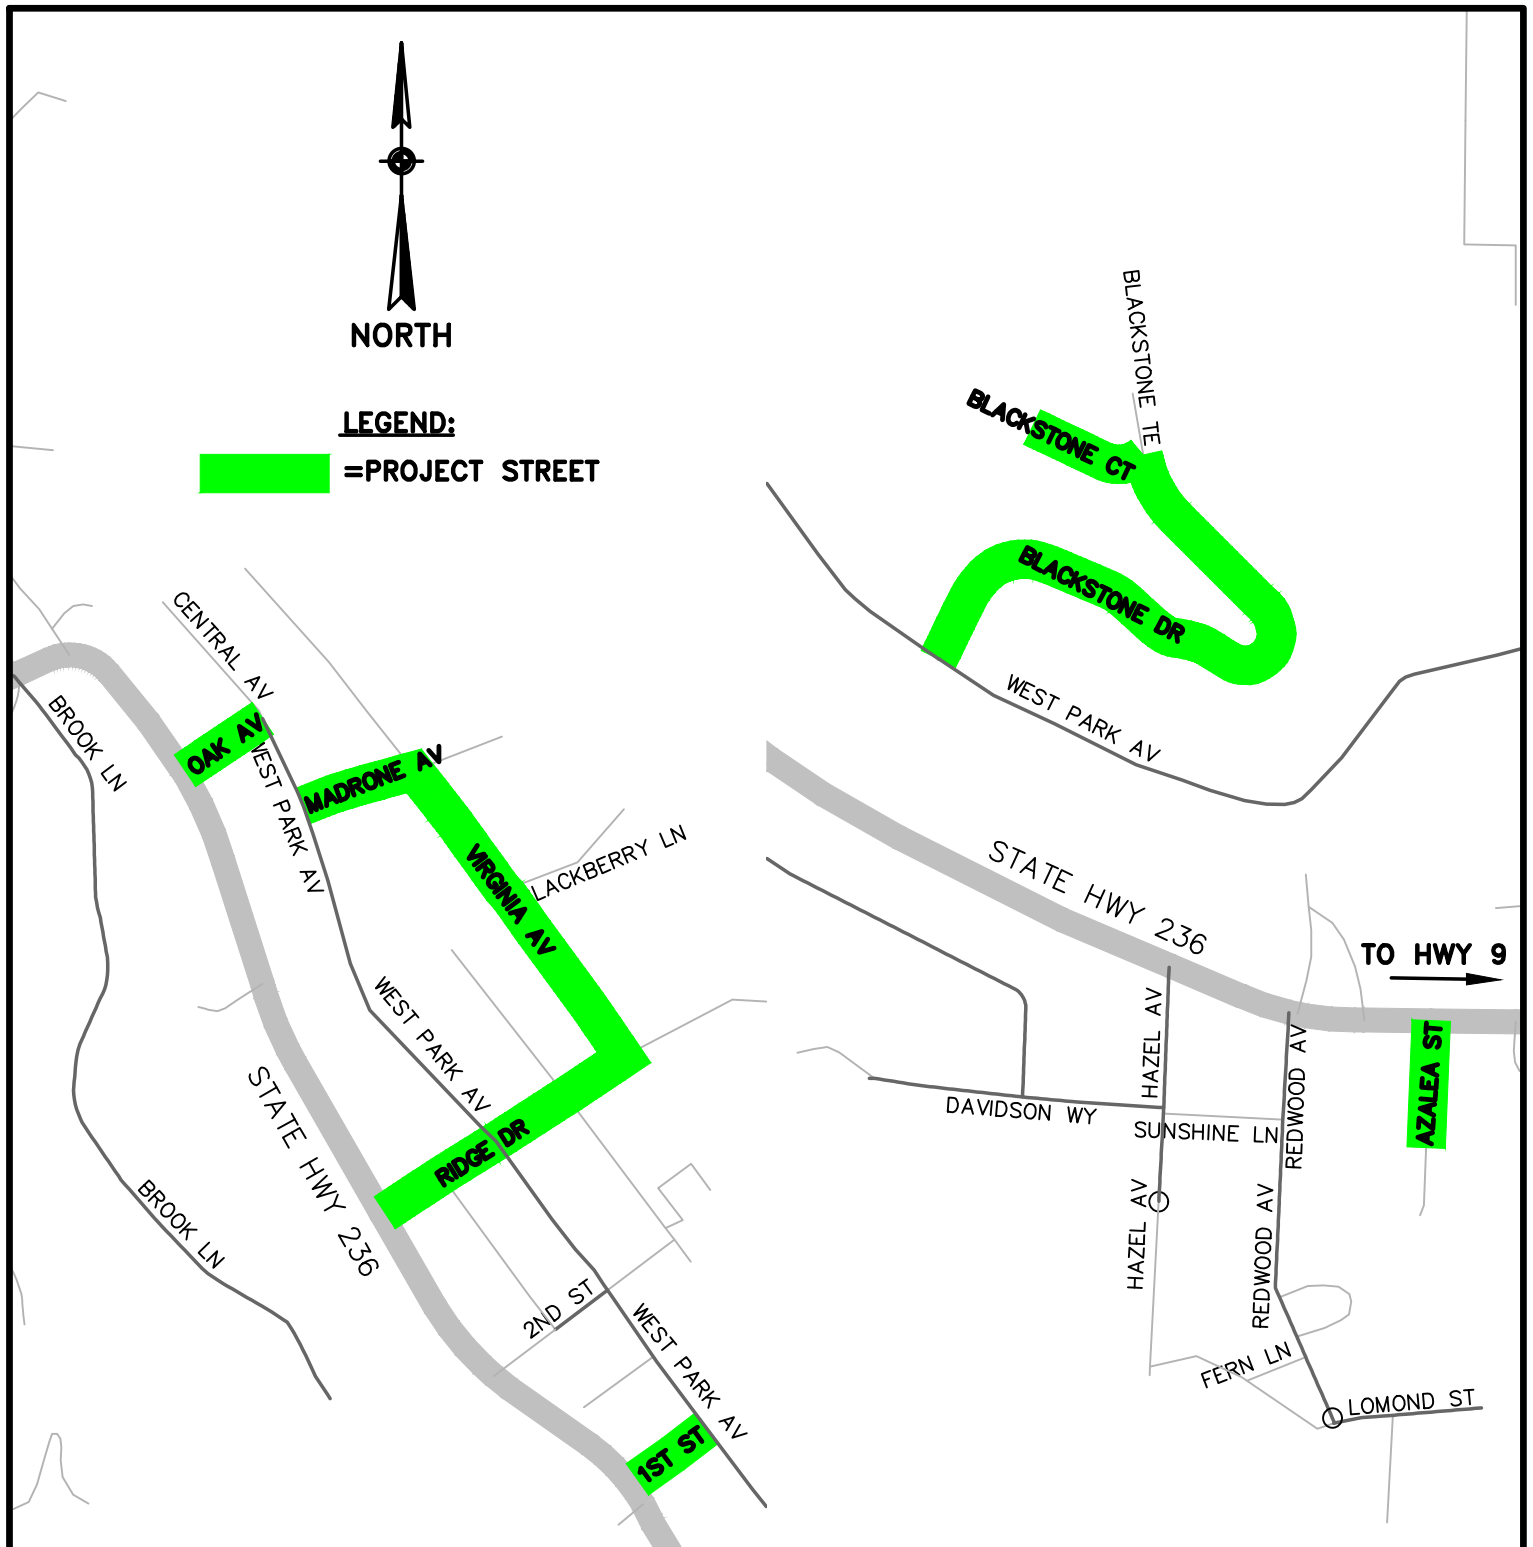 NORTH
LEGEND:
=PROJECT STREET
BLACKSTONE TE
BLACKSTONE CT
BLACKSTONE DR
WEST PARK AV
CENTRAL AV
BROOK LN
OAK AV
WEST PARK AV
MADRONE AV
VIRGINIA AV
LACKBERRY LN
WEST PARK AV
STATE HWY 236
RIDGE DR
BROOK LN
2ND ST
WEST PARK AV
1ST ST
STATE HWY 236
TO HWY 9
HAZEL AV
REDWOOD AV
AZALEA ST
DAVIDSON WY
SUNSHINE LN
HAZEL AV
REDWOOD AV
FERN LN
LOMOND ST